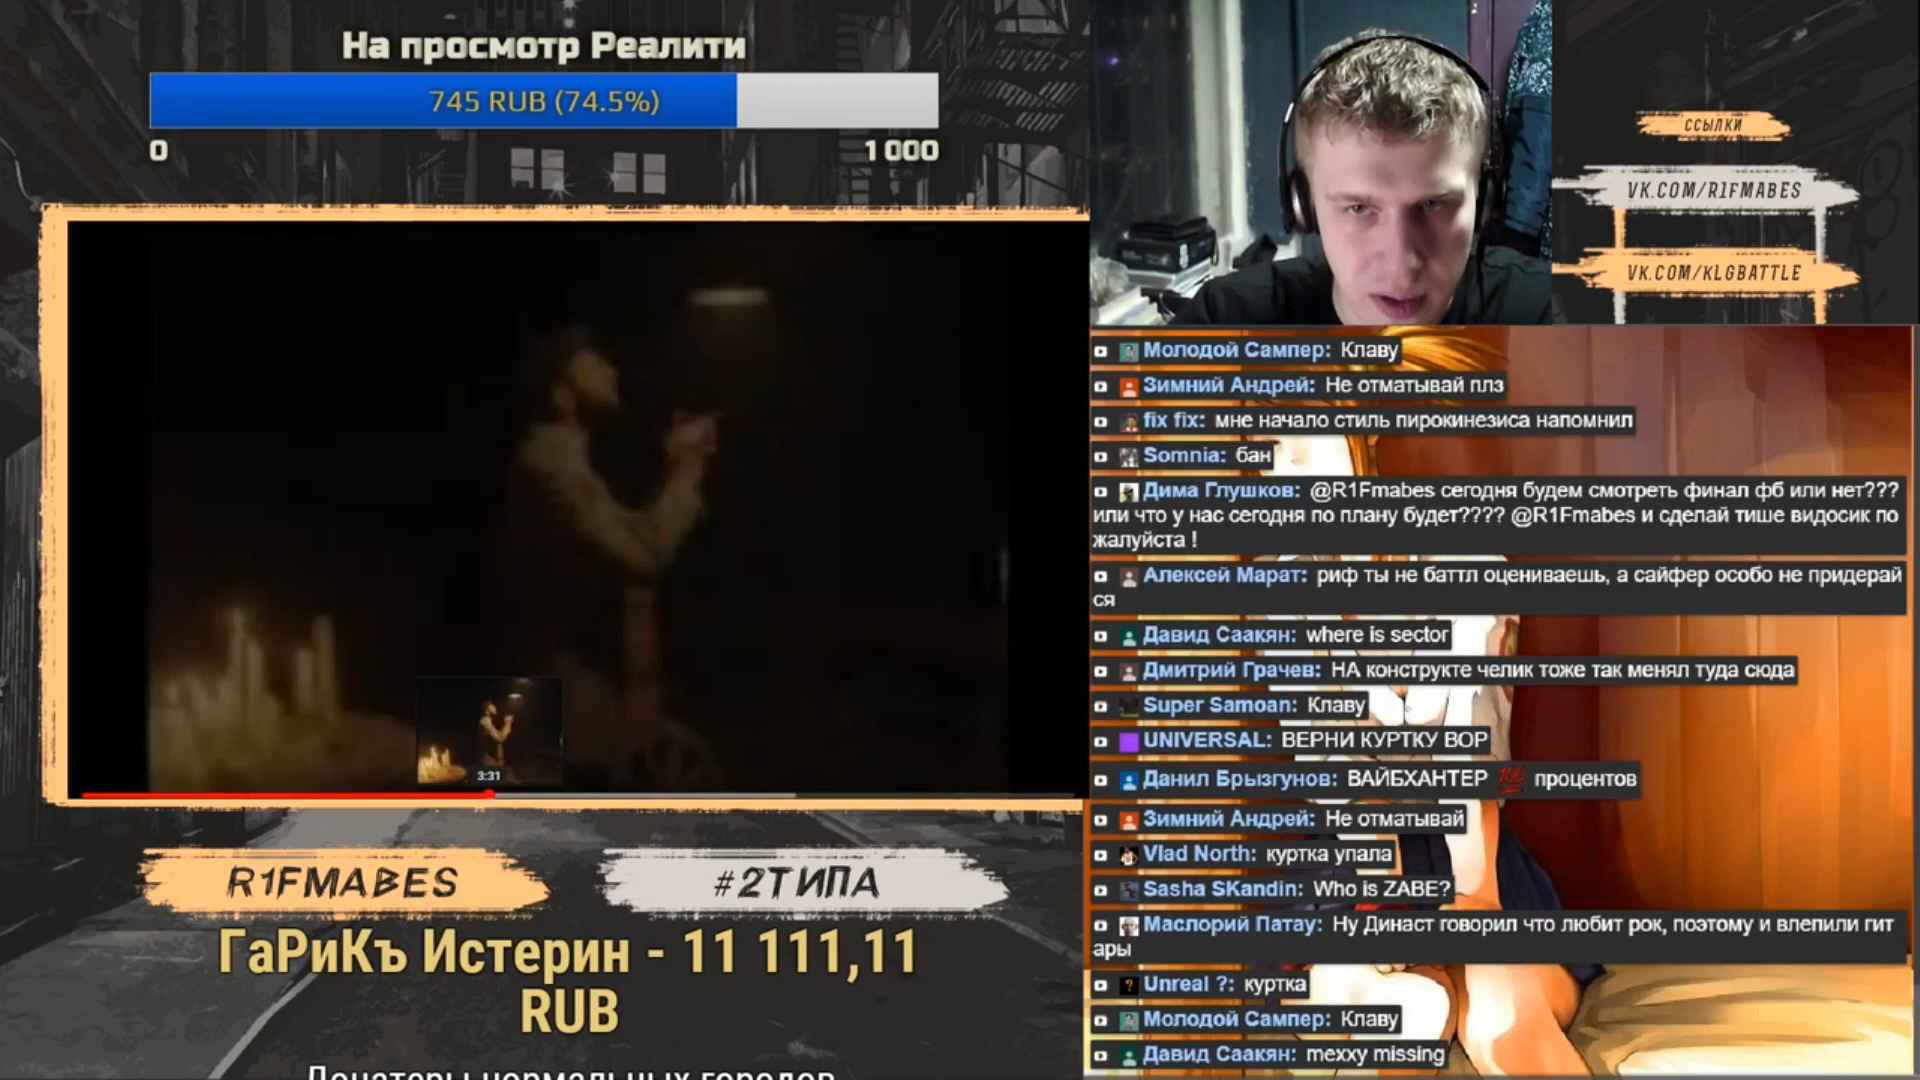 На просмотр Реалити
745 RUB (74.5%)
0
1 000
ССЫЛКИ
VK.COM/R1FMABES
VK.COM/KLGBATTLE
3:31
R1FMABES
#2ТИПА
ГаРиКъ Истерин - 11 111,11
RUB
Донатеры нормальных городов
Молодой Сампер: Клаву
Зимний Андрей: Не отматывай плз
fix fix: мне начало стиль пирокинезиса напомнил
Somnia: бан
Дима Глушков: @R1Fmabes сегодня будем смотреть финал фб или нет???
или что у нас сегодня по плану будет???? @R1Fmabes и сделай тише видосик по
жалуйста !
Алексей Марат: риф ты не баттл оцениваешь, а сайфер особо не придерай
ся
Давид Саакян: where is sector
Дмитрий Грачев: НА конструкте челик тоже так менял туда сюда
Super Samoan: Клаву
UNIVERSAL: ВЕРНИ КУРТКУ ВОР
Данил Брызгунов: ВАЙБХАНТЕР 💯 процентов
Зимний Андрей: Не отматывай
Vlad North: куртка упала
Sasha SKandin: Who is ZABE?
Маслорий Патау: Ну Династ говорил что любит рок, поэтому и влепили гит
ары
Unreal ?: куртка
Молодой Сампер: Клаву
Давид Саакян: mexxy missing